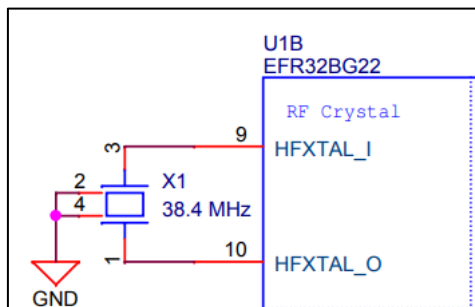 U1B
EFR32BG22
RF Crystal
3
9
HFXTAL_I
2
X1
4
38.4 MHz
1
10
HFXTAL_O
GND